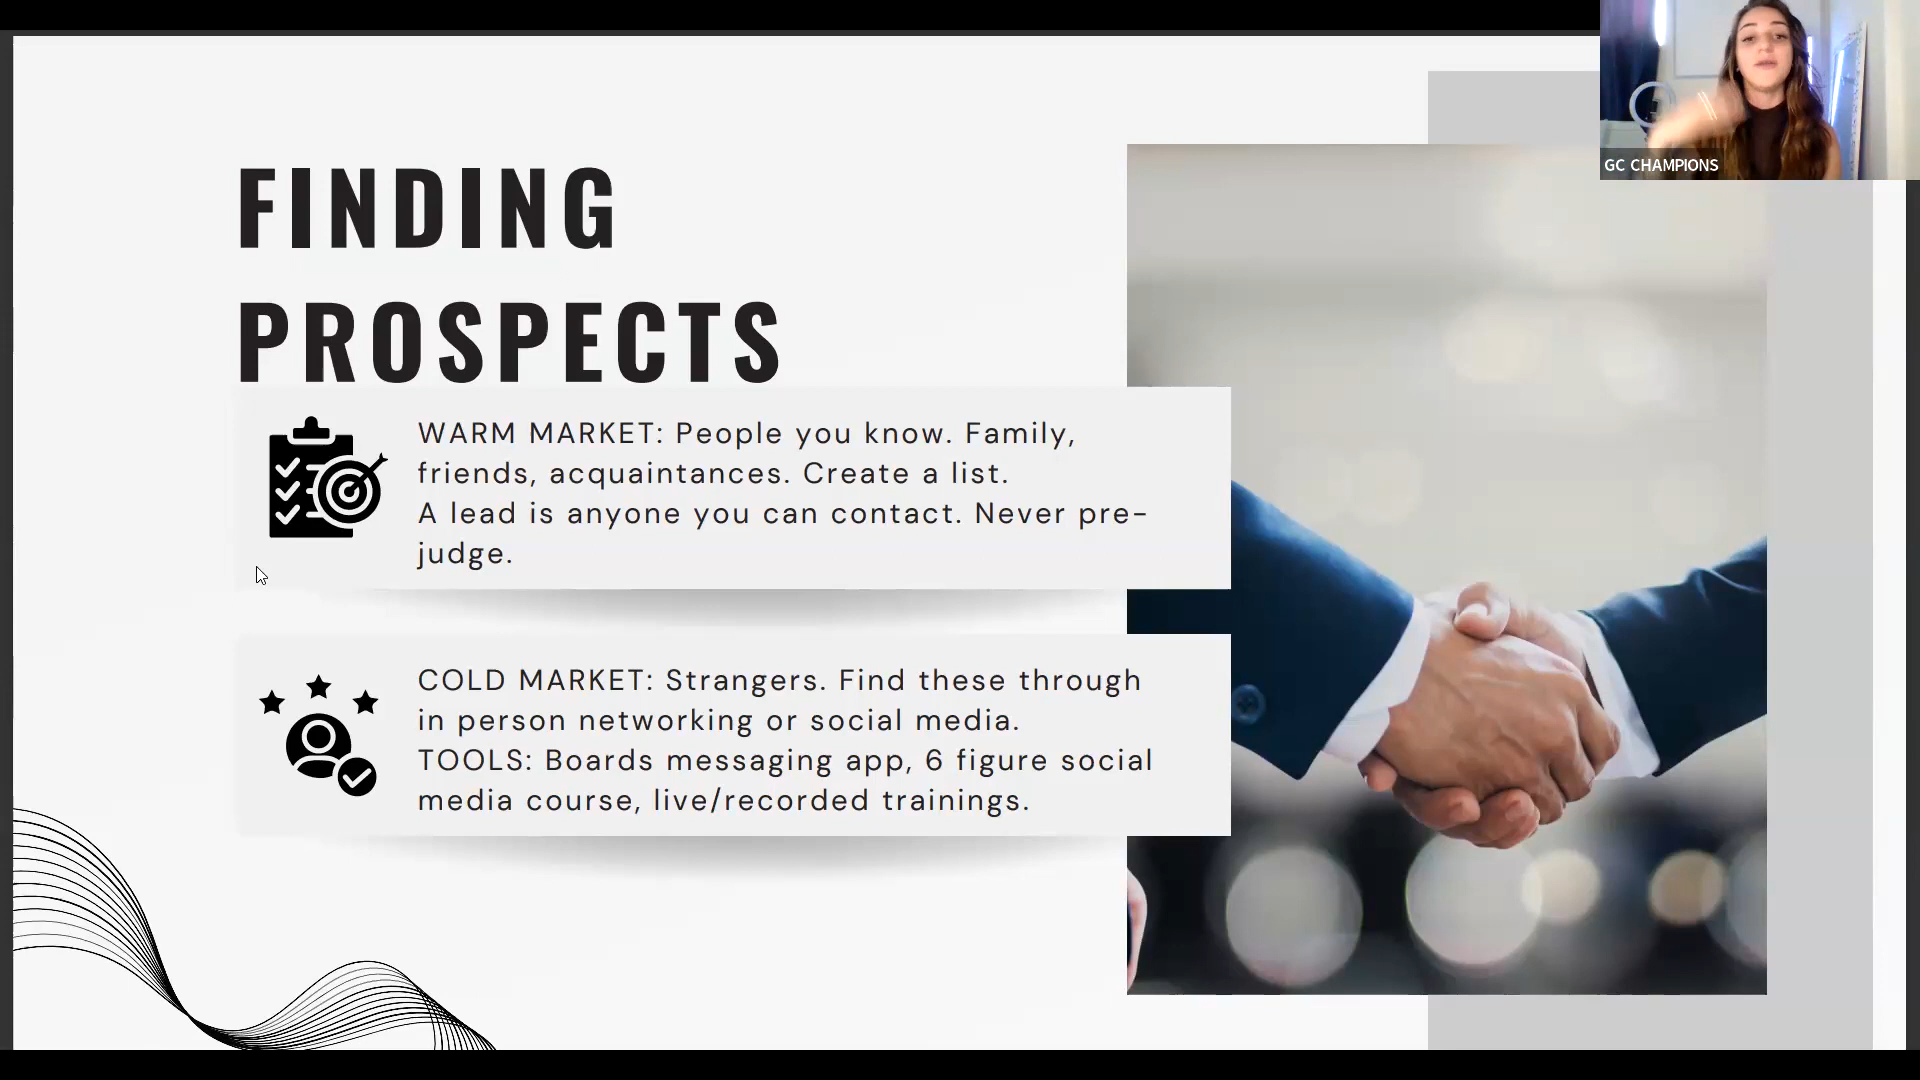 GC CHAMPIONS
FINDING
PROSPECTS
WARM MARKET: People you know. Family,
friends, acquaintances. Create a list.
A lead is anyone you can contact. Never pre-
judge.
COLD MARKET: Strangers. Find these through
in person networking or social media.
TOOLS: Boards messaging app, 6 figure social
media course, live/recorded trainings.